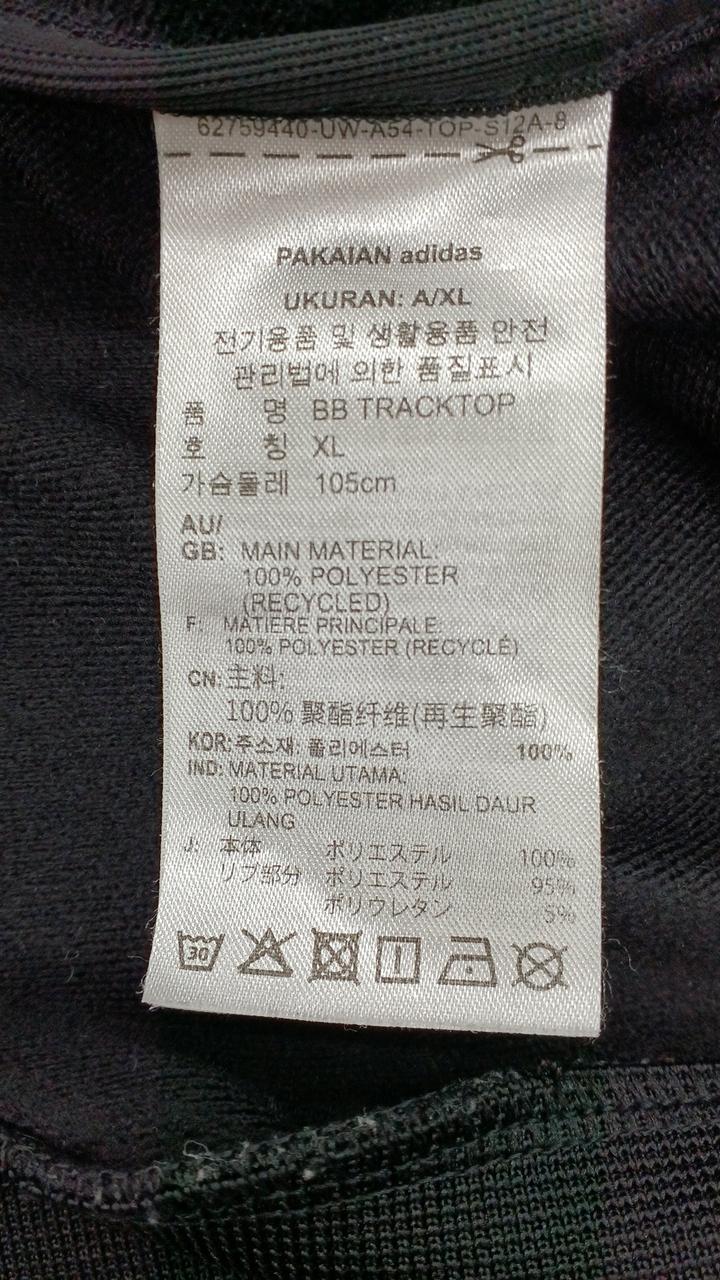 62759440-UW-A54-TOP-S12A-8
PAKAIAN adidas
UKURAN: A/XL
전기용품 및 생활용품 안전
관리법에 의한 품질표시
품 명 BB TRACKTOP
호 칭 XL
가슴둘레 105cm
AU/
GB: MAIN MATERIAL:
100% POLYESTER
(RECYCLED)
F: MATIERE PRINCIPALE:
100% POLYESTER (RECYCLÉ)
CN: 主料:
100% 聚酯纤维(再生聚酯)
KOR: 주소재: 폴리에스터 100%
IND: MATERIAL UTAMA:
100% POLYESTER HASIL DAUR
ULANG
J: 本体 ポリエステル 100%
リブ部分 ポリエステル 95%
ポリウレタン 5%
30